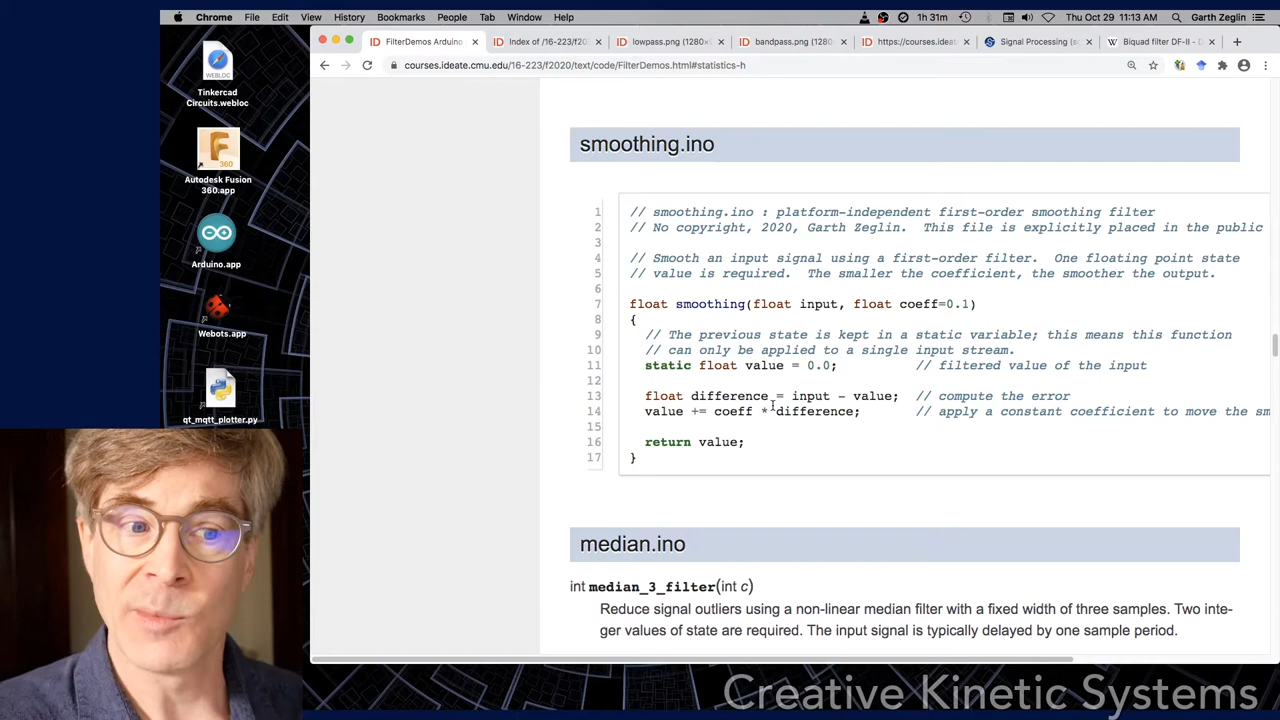 Chrome File Edit View History Bookmarks People Tab Window Help 1h 31m Thu Oct 29 11:13 AM Garth Zeglin
FilterDemos Arduino
Index of /16-223/f20
lowpass.png (1280×
bandpass.png (1280
https://courses.ideat
Signal Processing (sc
Biquad filter DF-II - D
courses.ideate.cmu.edu/16-223/f2020/text/code/FilterDemos.html#statistics-h
WEBLOC
Tinkercad
Circuits.webloc
360
Autodesk Fusion
360.app
Arduino.app
Webots.app
qt_mqtt_plotter.py
smoothing.ino
1 // smoothing.ino : platform-independent first-order smoothing filter
2 // No copyright, 2020, Garth Zeglin. This file is explicitly placed in the public
3
4 // Smooth an input signal using a first-order filter. One floating point state
5 // value is required. The smaller the coefficient, the smoother the output.
6
7 float smoothing(float input, float coeff=0.1)
8 {
9 // The previous state is kept in a static variable; this means this function
10 // can only be applied to a single input stream.
11 static float value = 0.0; // filtered value of the input
12
13 float difference = input - value; // compute the error
14 value += coeff * difference; // apply a constant coefficient to move the sm
15
16 return value;
17 }
median.ino
int median_3_filter(int c)
Reduce signal outliers using a non-linear median filter with a fixed width of three samples. Two inte-
ger values of state are required. The input signal is typically delayed by one sample period.
Creative Kinetic Systems